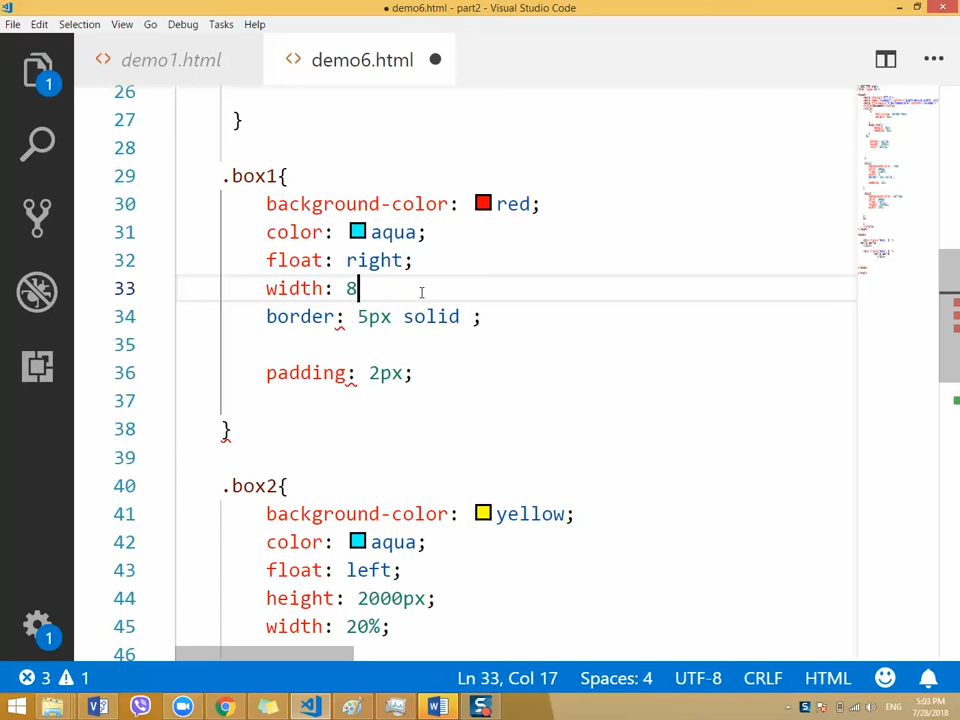 ● demo6.html - part2 - Visual Studio Code
File Edit Selection View Go Debug Tasks Help
demo1.html demo6.html
26
27 }
28
29 .box1{
30 background-color: red;
31 color: aqua;
32 float: right;
33 width: 8
34 border: 5px solid ;
35
36 padding: 2px;
37
38 }
39
40 .box2{
41 background-color: yellow;
42 color: aqua;
43 float: left;
44 height: 2000px;
45 width: 20%;
46
1
1
3 1 Ln 33, Col 17 Spaces: 4 UTF-8 CRLF HTML
ENG 5:03 PM
7/28/2018